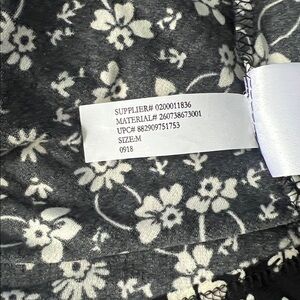 SUPPLIER# 0200011836
MATERIAL# 260738673001
UPC# 882909751753
SIZE:M
0918